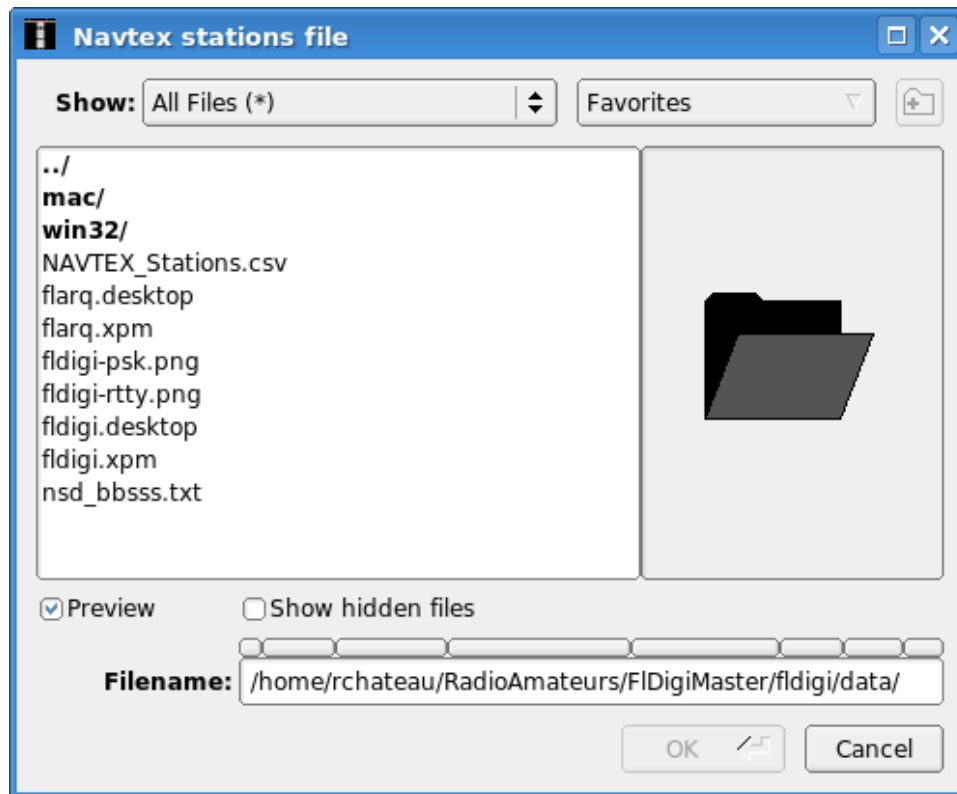 Navtex stations file
Show: All Files (*) Favorites
../
mac/
win32/
NAVTEX_Stations.csv
flarq.desktop
flarq.xpm
fldigi-psk.png
fldigi-rtty.png
fldigi.desktop
fldigi.xpm
nsd_bbsss.txt
Preview Show hidden files
Filename: /home/rchateau/RadioAmateurs/FlDigiMaster/fldigi/data/
OK Cancel